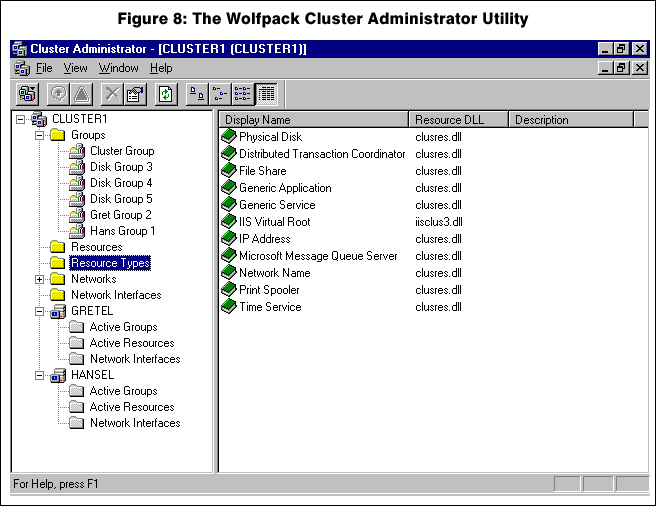 Figure 8: The Wolfpack Cluster Administrator Utility
Cluster Administrator - [CLUSTER1 (CLUSTER1)]
File View Window Help
CLUSTER1
Groups
Cluster Group
Disk Group 3
Disk Group 4
Disk Group 5
Gret Group 2
Hans Group 1
Resources
Resource Types
Networks
Network Interfaces
GRETEL
Active Groups
Active Resources
Network Interfaces
HANSEL
Active Groups
Active Resources
Network Interfaces
Display Name Resource DLL Description
Physical Disk clusres.dll
Distributed Transaction Coordinator clusres.dll
File Share clusres.dll
Generic Application clusres.dll
Generic Service clusres.dll
IIS Virtual Root iisclus3.dll
IP Address clusres.dll
Microsoft Message Queue Server clusres.dll
Network Name clusres.dll
Print Spooler clusres.dll
Time Service clusres.dll
For Help, press F1